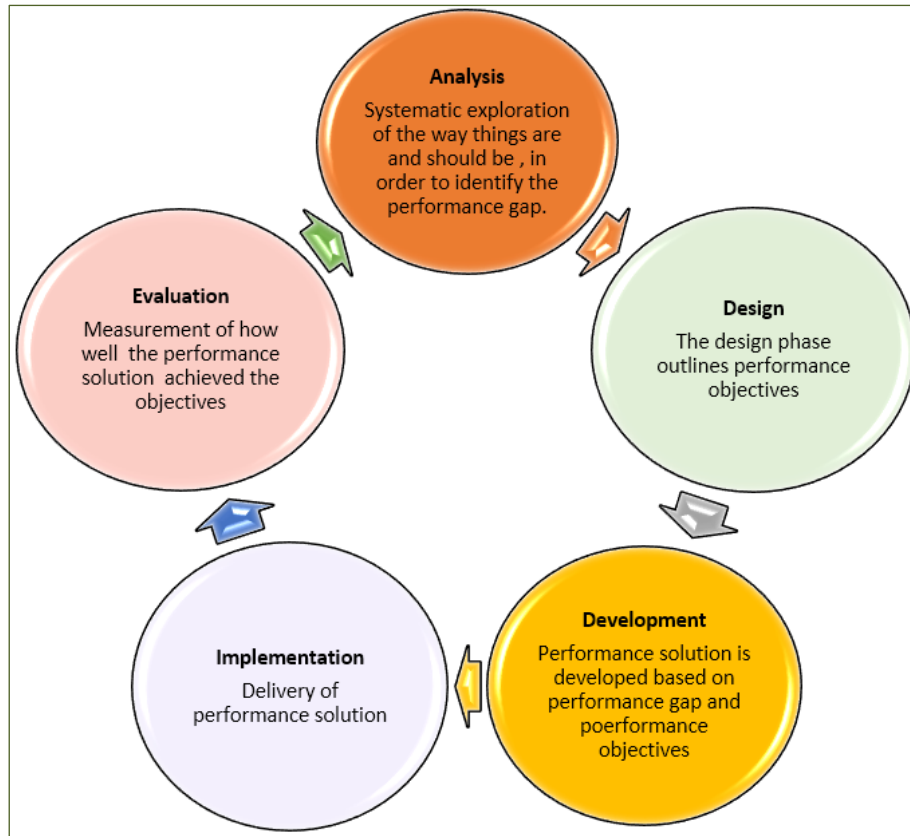 Analysis
Systematic exploration
of the way things are
and should be , in
order to identify the
performance gap.
Design
The design phase
outlines performance
objectives
Development
Performance solution is
developed based on
performance gap and
poerformance
objectives
Implementation
Delivery of
performance solution
Evaluation
Measurement of how
well  the performance
solution  achieved the
objectives